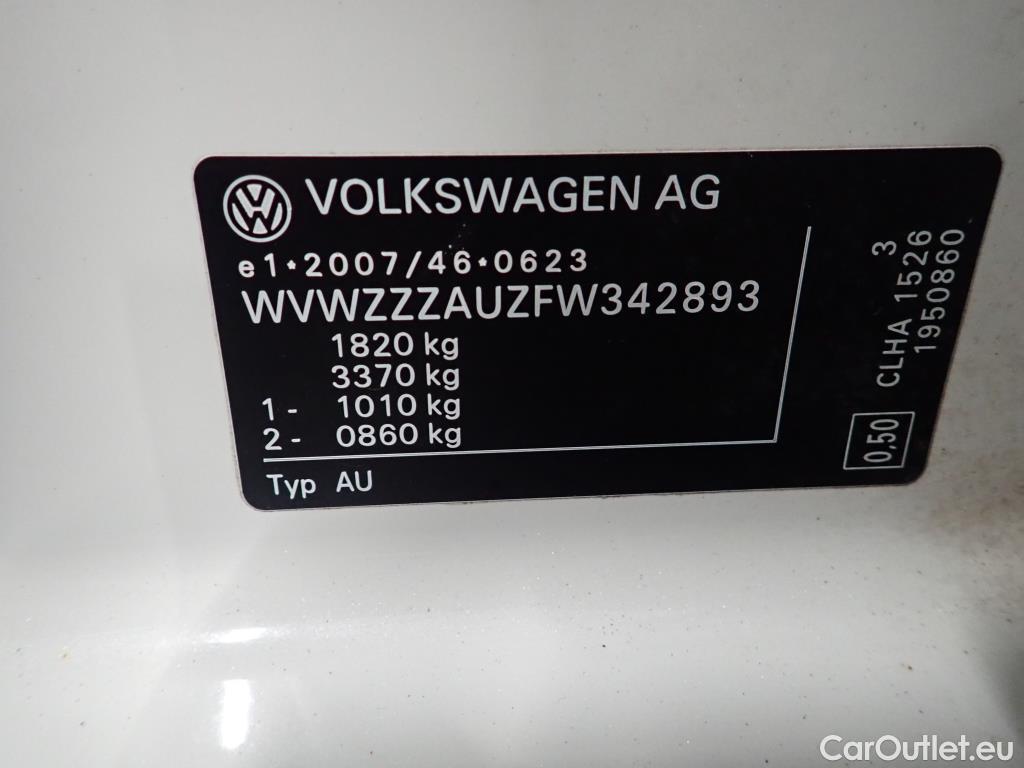 VOLKSWAGEN AG
e1*2007/46*0623
WVWZZZAUZFW342893
1820 kg
3370 kg
1- 1010 kg
2- 0860 kg
Typ AU
3
CLHA 1526
1950860
0,50
CarOutlet.eu